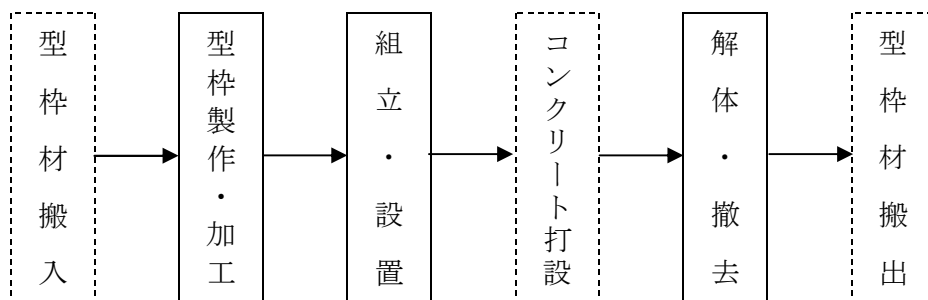 型枠材搬入
型枠製作・加工
組立・設置
コンクリート打設
解体・撤去
型枠材搬出